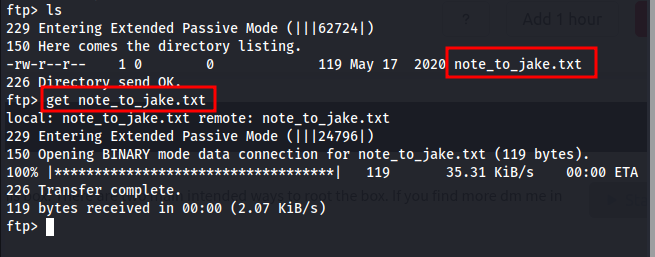 ftp> ls
? Add 1 hour
229 Entering Extended Passive Mode (|||62724|)
150 Here comes the directory listing.
-rw-r--r-- 1 0 0 119 May 17 2020 note_to_jake.txt
226 Directory send OK.
ftp> get note_to_jake.txt
local: note_to_jake.txt remote: note_to_jake.txt
229 Entering Extended Passive Mode (|||24796|)
150 Opening BINARY mode data connection for note_to_jake.txt (119 bytes).
100% |***********************************| 119 35.31 KiB/s 00:00 ETA
226 Transfer complete.
intended ways to root the box. If you find more dm me in
119 bytes received in 00:00 (2.07 KiB/s)
ftp>